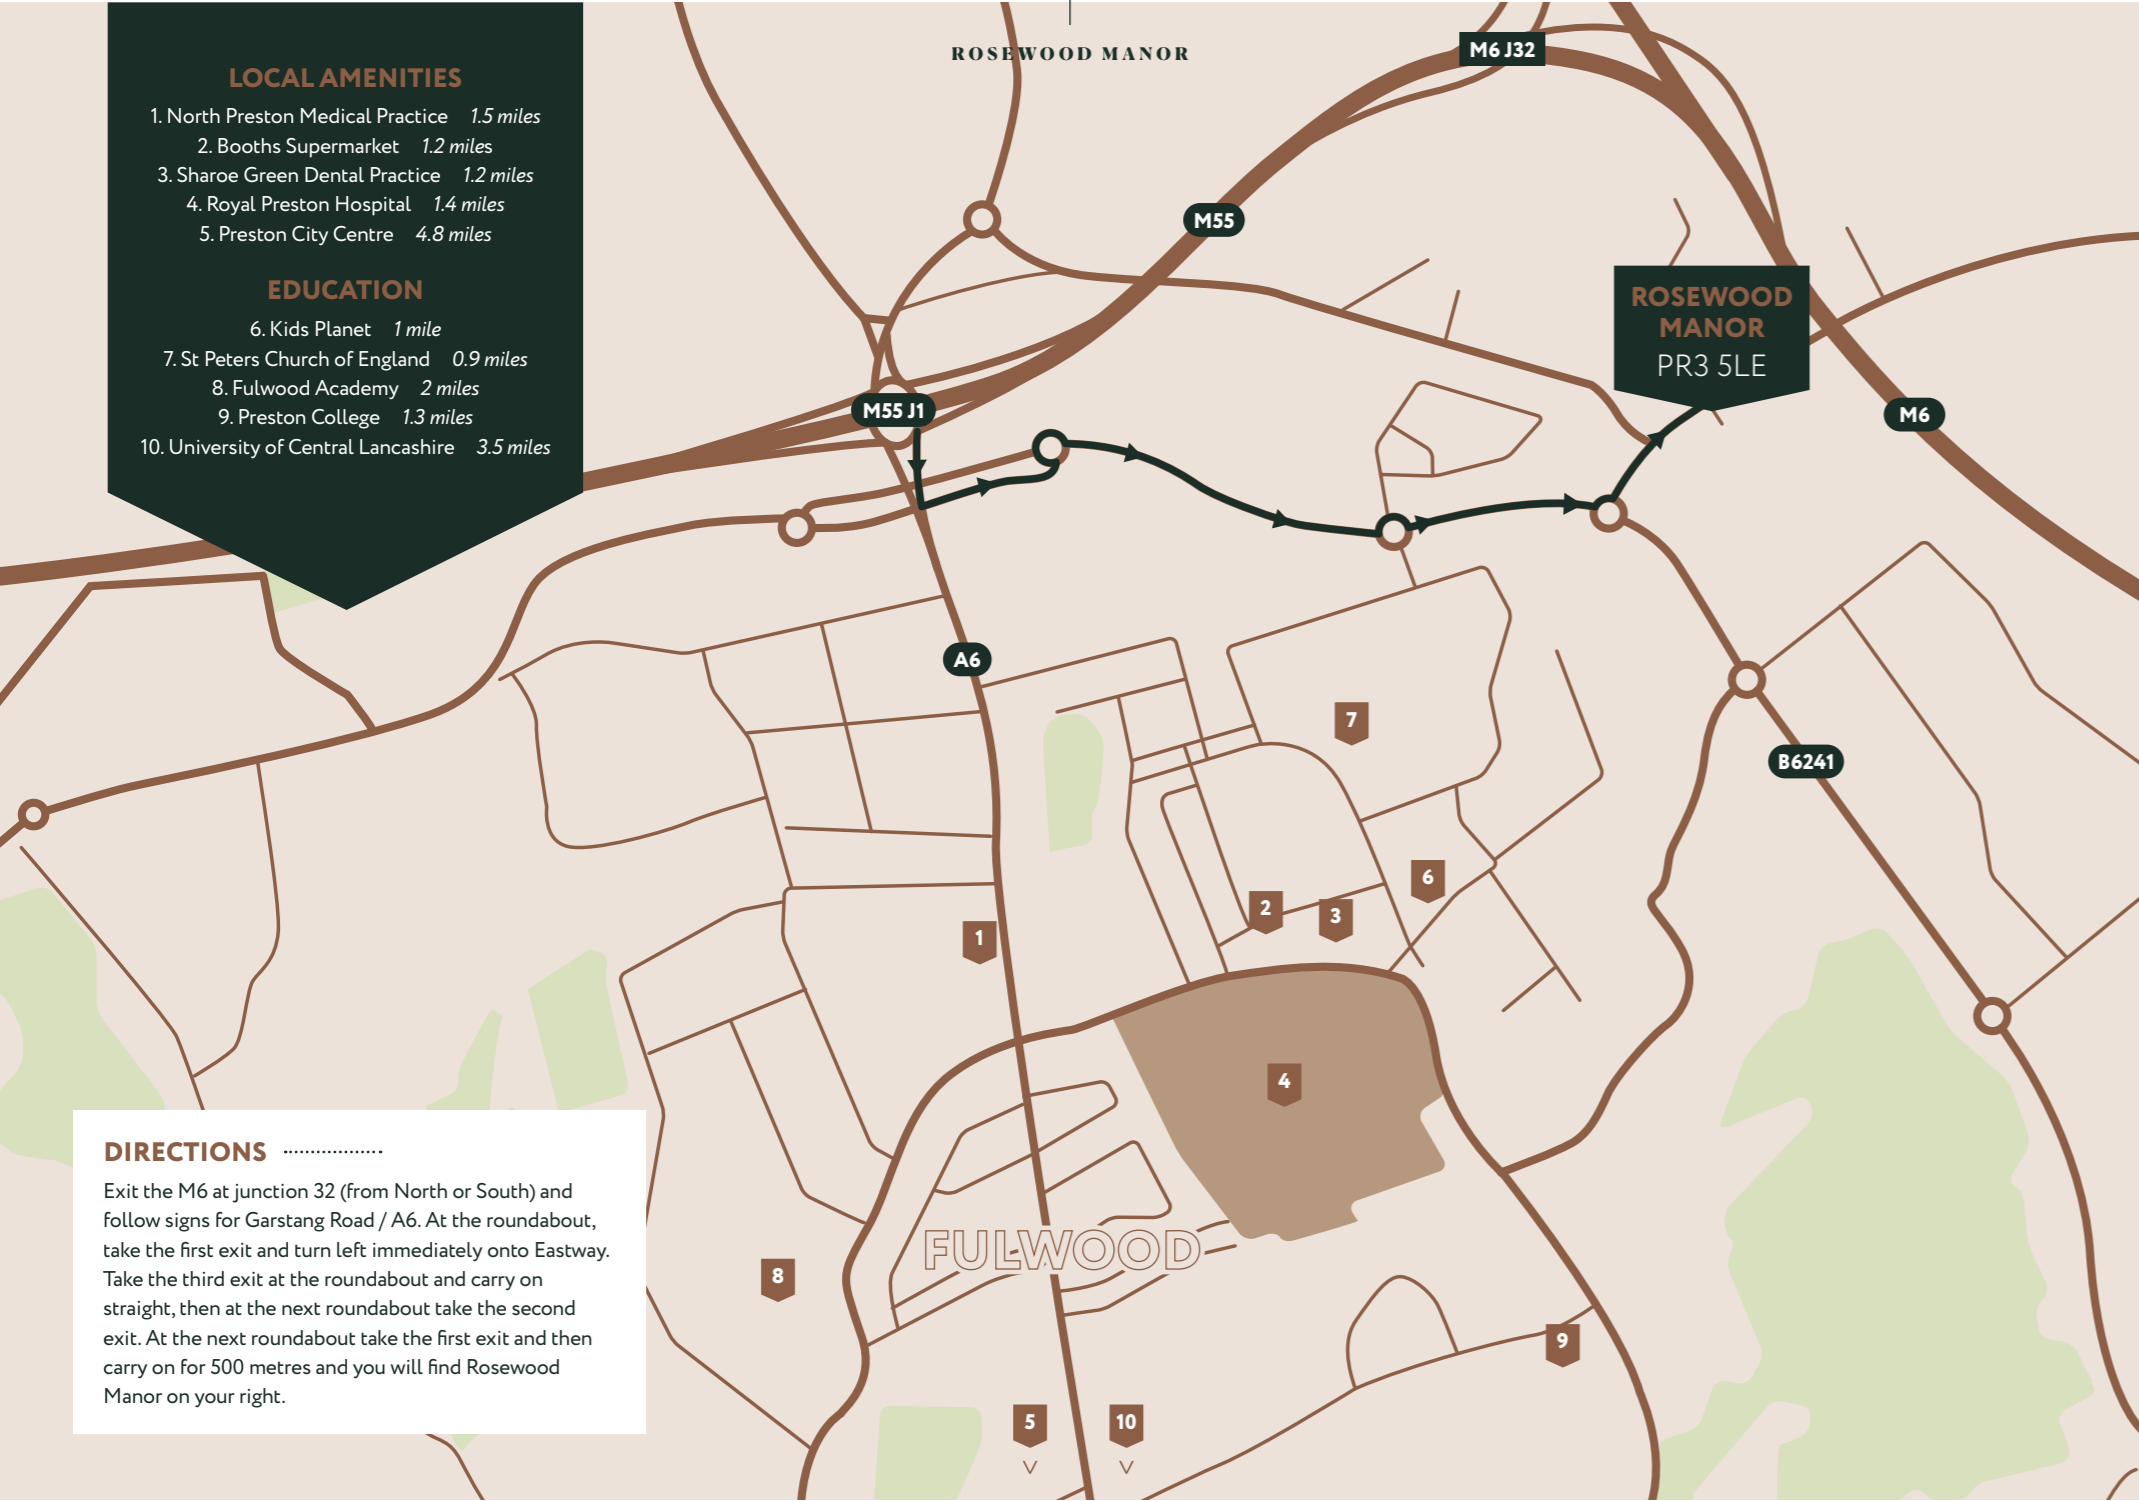 ROSEWOOD MANOR
LOCAL AMENITIES
1. North Preston Medical Practice 1.5 miles
2. Booths Supermarket 1.2 miles
3. Sharoe Green Dental Practice 1.2 miles
4. Royal Preston Hospital 1.4 miles
5. Preston City Centre 4.8 miles
EDUCATION
6. Kids Planet 1 mile
7. St Peters Church of England 0.9 miles
8. Fulwood Academy 2 miles
9. Preston College 1.3 miles
10. University of Central Lancashire 3.5 miles
M6 J32
M55
ROSEWOOD
MANOR
PR3 5LE
M55 J1
M6
A6
7
B6241
6
2
3
1
4
FULWOOD
8
9
5
10
DIRECTIONS
Exit the M6 at junction 32 (from North or South) and
follow signs for Garstang Road / A6. At the roundabout,
take the first exit and turn left immediately onto Eastway.
Take the third exit at the roundabout and carry on
straight, then at the next roundabout take the second
exit. At the next roundabout take the first exit and then
carry on for 500 metres and you will find Rosewood
Manor on your right.